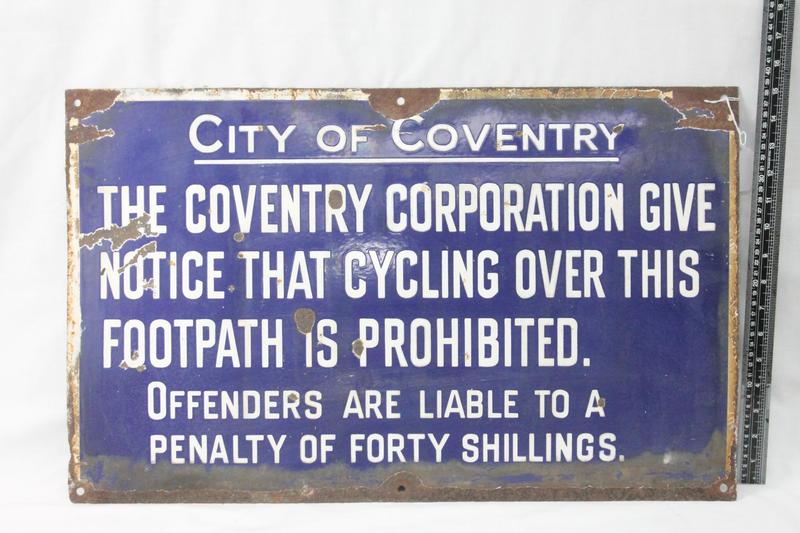 CITY OF COVENTRY
THE COVENTRY CORPORATION GIVE
NOTICE THAT CYCLING OVER THIS
FOOTPATH IS PROHIBITED.
OFFENDERS ARE LIABLE TO A
PENALTY OF FORTY SHILLINGS.